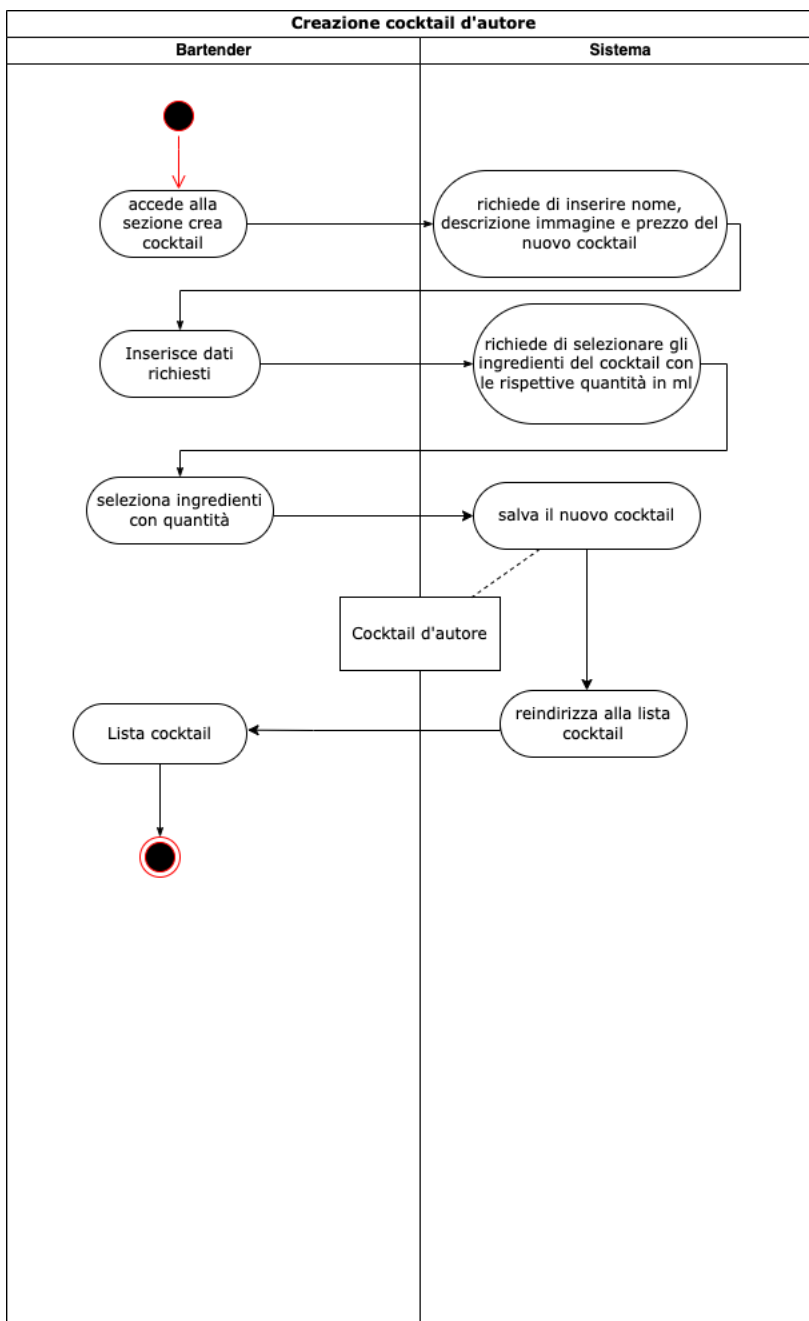 Creazione cocktail d'autore
Bartender
Sistema
accede alla
sezione crea
cocktail
richiede di inserire nome,
descrizione immagine e prezzo del
nuovo cocktail
Inserisce dati
richiesti
richiede di selezionare gli
ingredienti del cocktail con
le rispettive quantità in ml
seleziona ingredienti
con quantità
salva il nuovo cocktail
Cocktail d'autore
reindirizza alla lista
cocktail
Lista cocktail